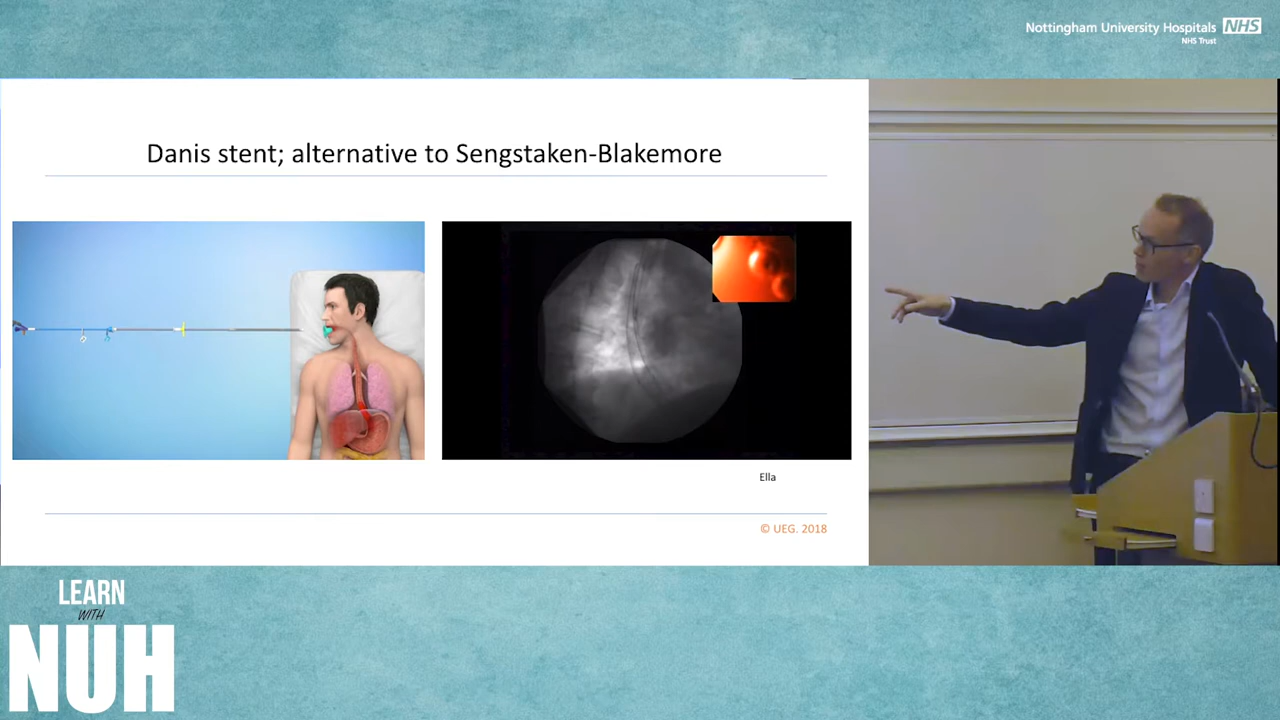 Nottingham University Hospitals NHS
NHS Trust
Danis stent; alternative to Sengstaken-Blakemore
Ella
© UEG. 2018
LEARN
WITH
NUH